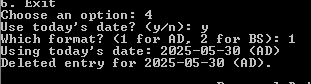 6. Exit
Choose an option: 4
Use today's date? (y/n): y
Which format? (1 for AD, 2 for BS): 1
Using today's date: 2025-05-30 (AD)
Deleted entry for 2025-05-30 (AD).